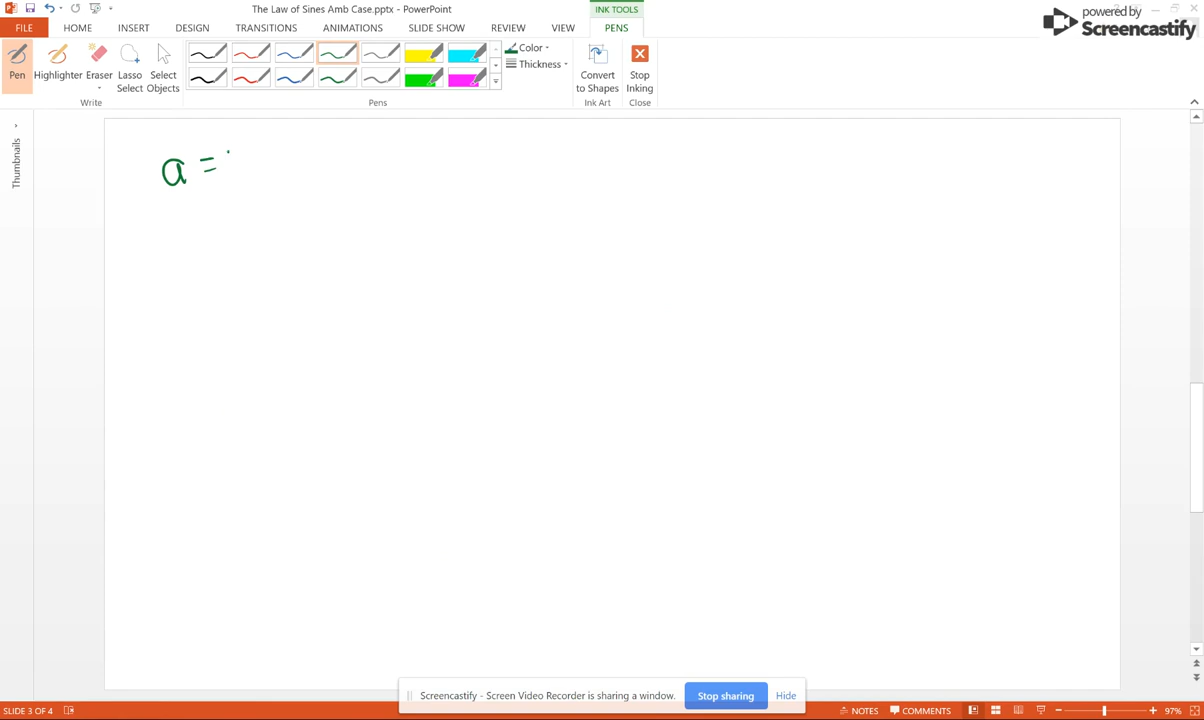 The Law of Sines Amb Case.pptx - PowerPoint
INK TOOLS
powered by
Screencastify
FILE HOME INSERT DESIGN TRANSITIONS ANIMATIONS SLIDE SHOW REVIEW VIEW PENS
Pen Highlighter Eraser Lasso Select Select Objects
Color
Thickness
Convert to Shapes
Stop Inking
Write Pens Ink Art Close
Thumbnails
a =
Screencastify - Screen Video Recorder is sharing a window. Stop sharing Hide
SLIDE 3 OF 4 NOTES COMMENTS 97%